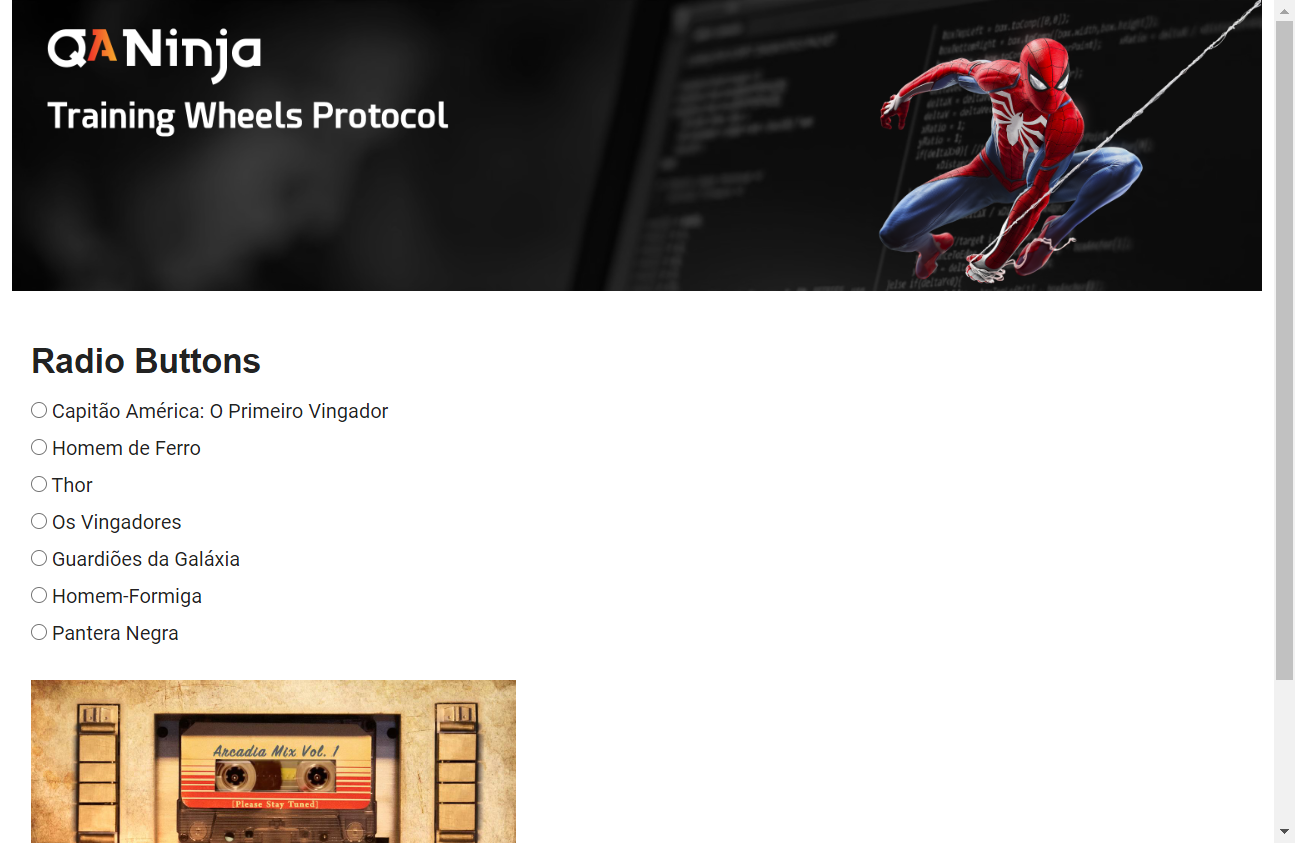 QANinja
Training Wheels Protocol
Radio Buttons
Capitão América: O Primeiro Vingador
Homem de Ferro
Thor
Os Vingadores
Guardiões da Galáxia
Homem-Formiga
Pantera Negra
Arcadia Mix Vol. 1
[Please Stay Tuned]